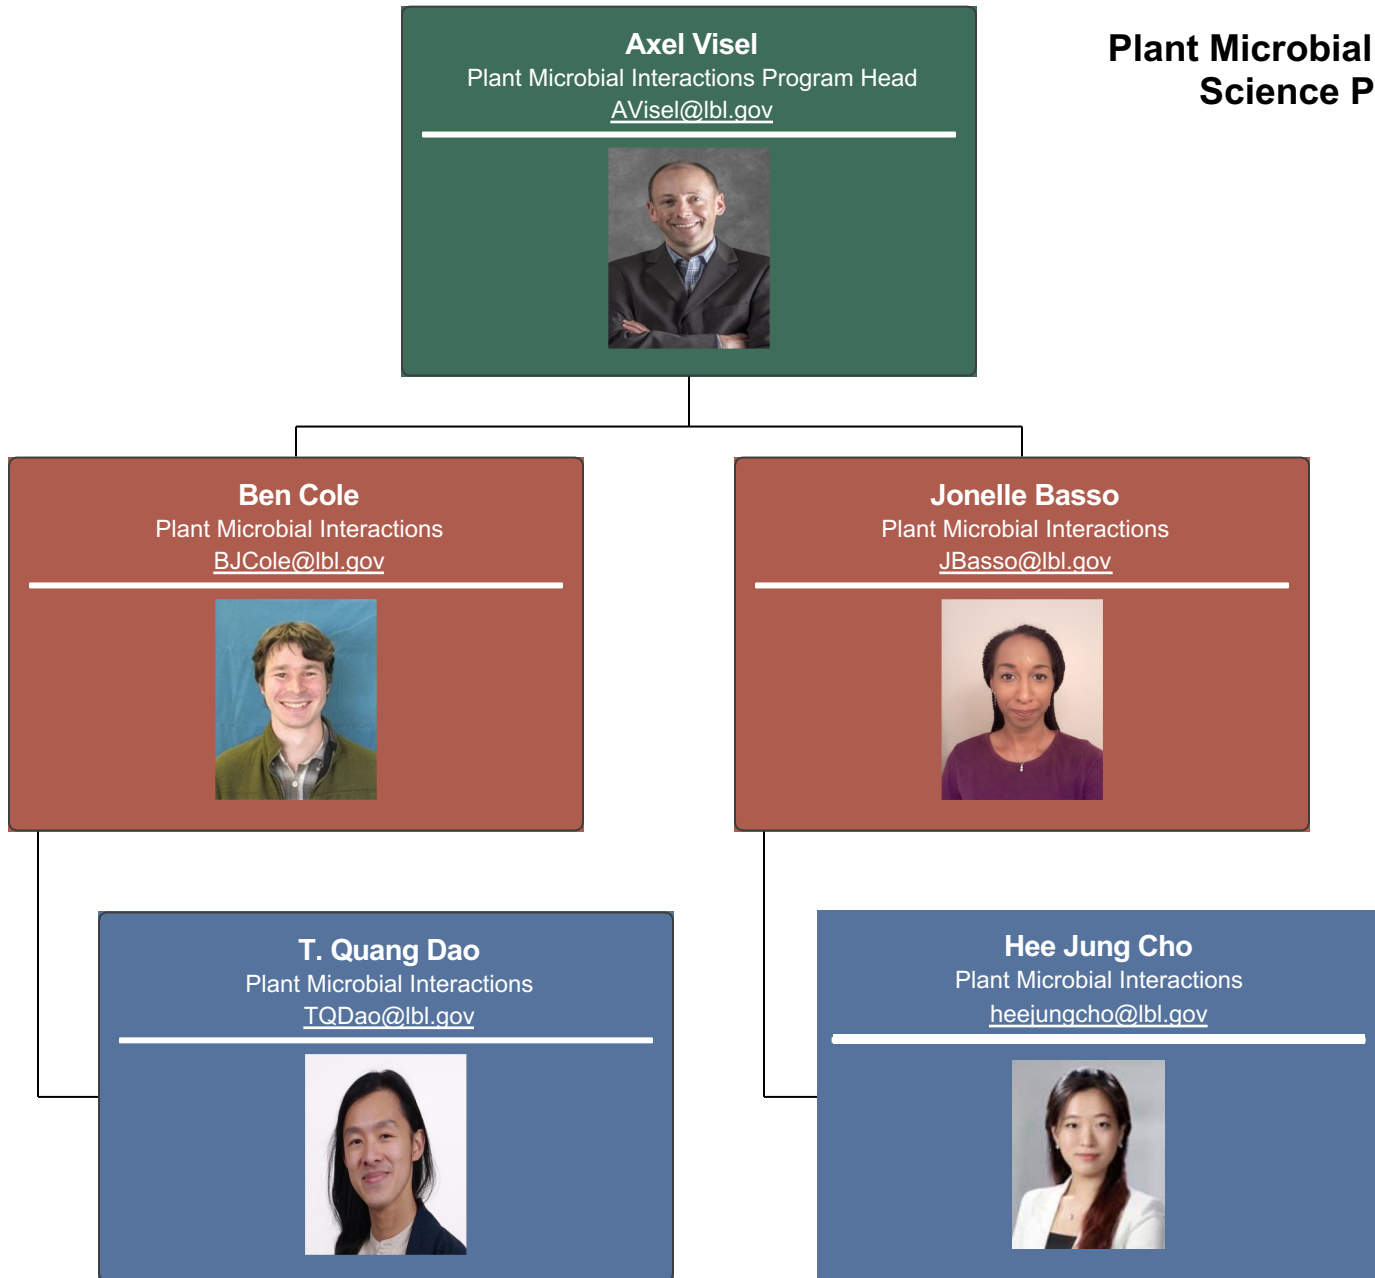 Plant Microbial
Science P
Axel Visel
Plant Microbial Interactions Program Head
AVisel@lbl.gov
Ben Cole
Plant Microbial Interactions
BJCole@lbl.gov
Jonelle Basso
Plant Microbial Interactions
JBasso@lbl.gov
T. Quang Dao
Plant Microbial Interactions
TQDao@lbl.gov
Hee Jung Cho
Plant Microbial Interactions
heejungcho@lbl.gov